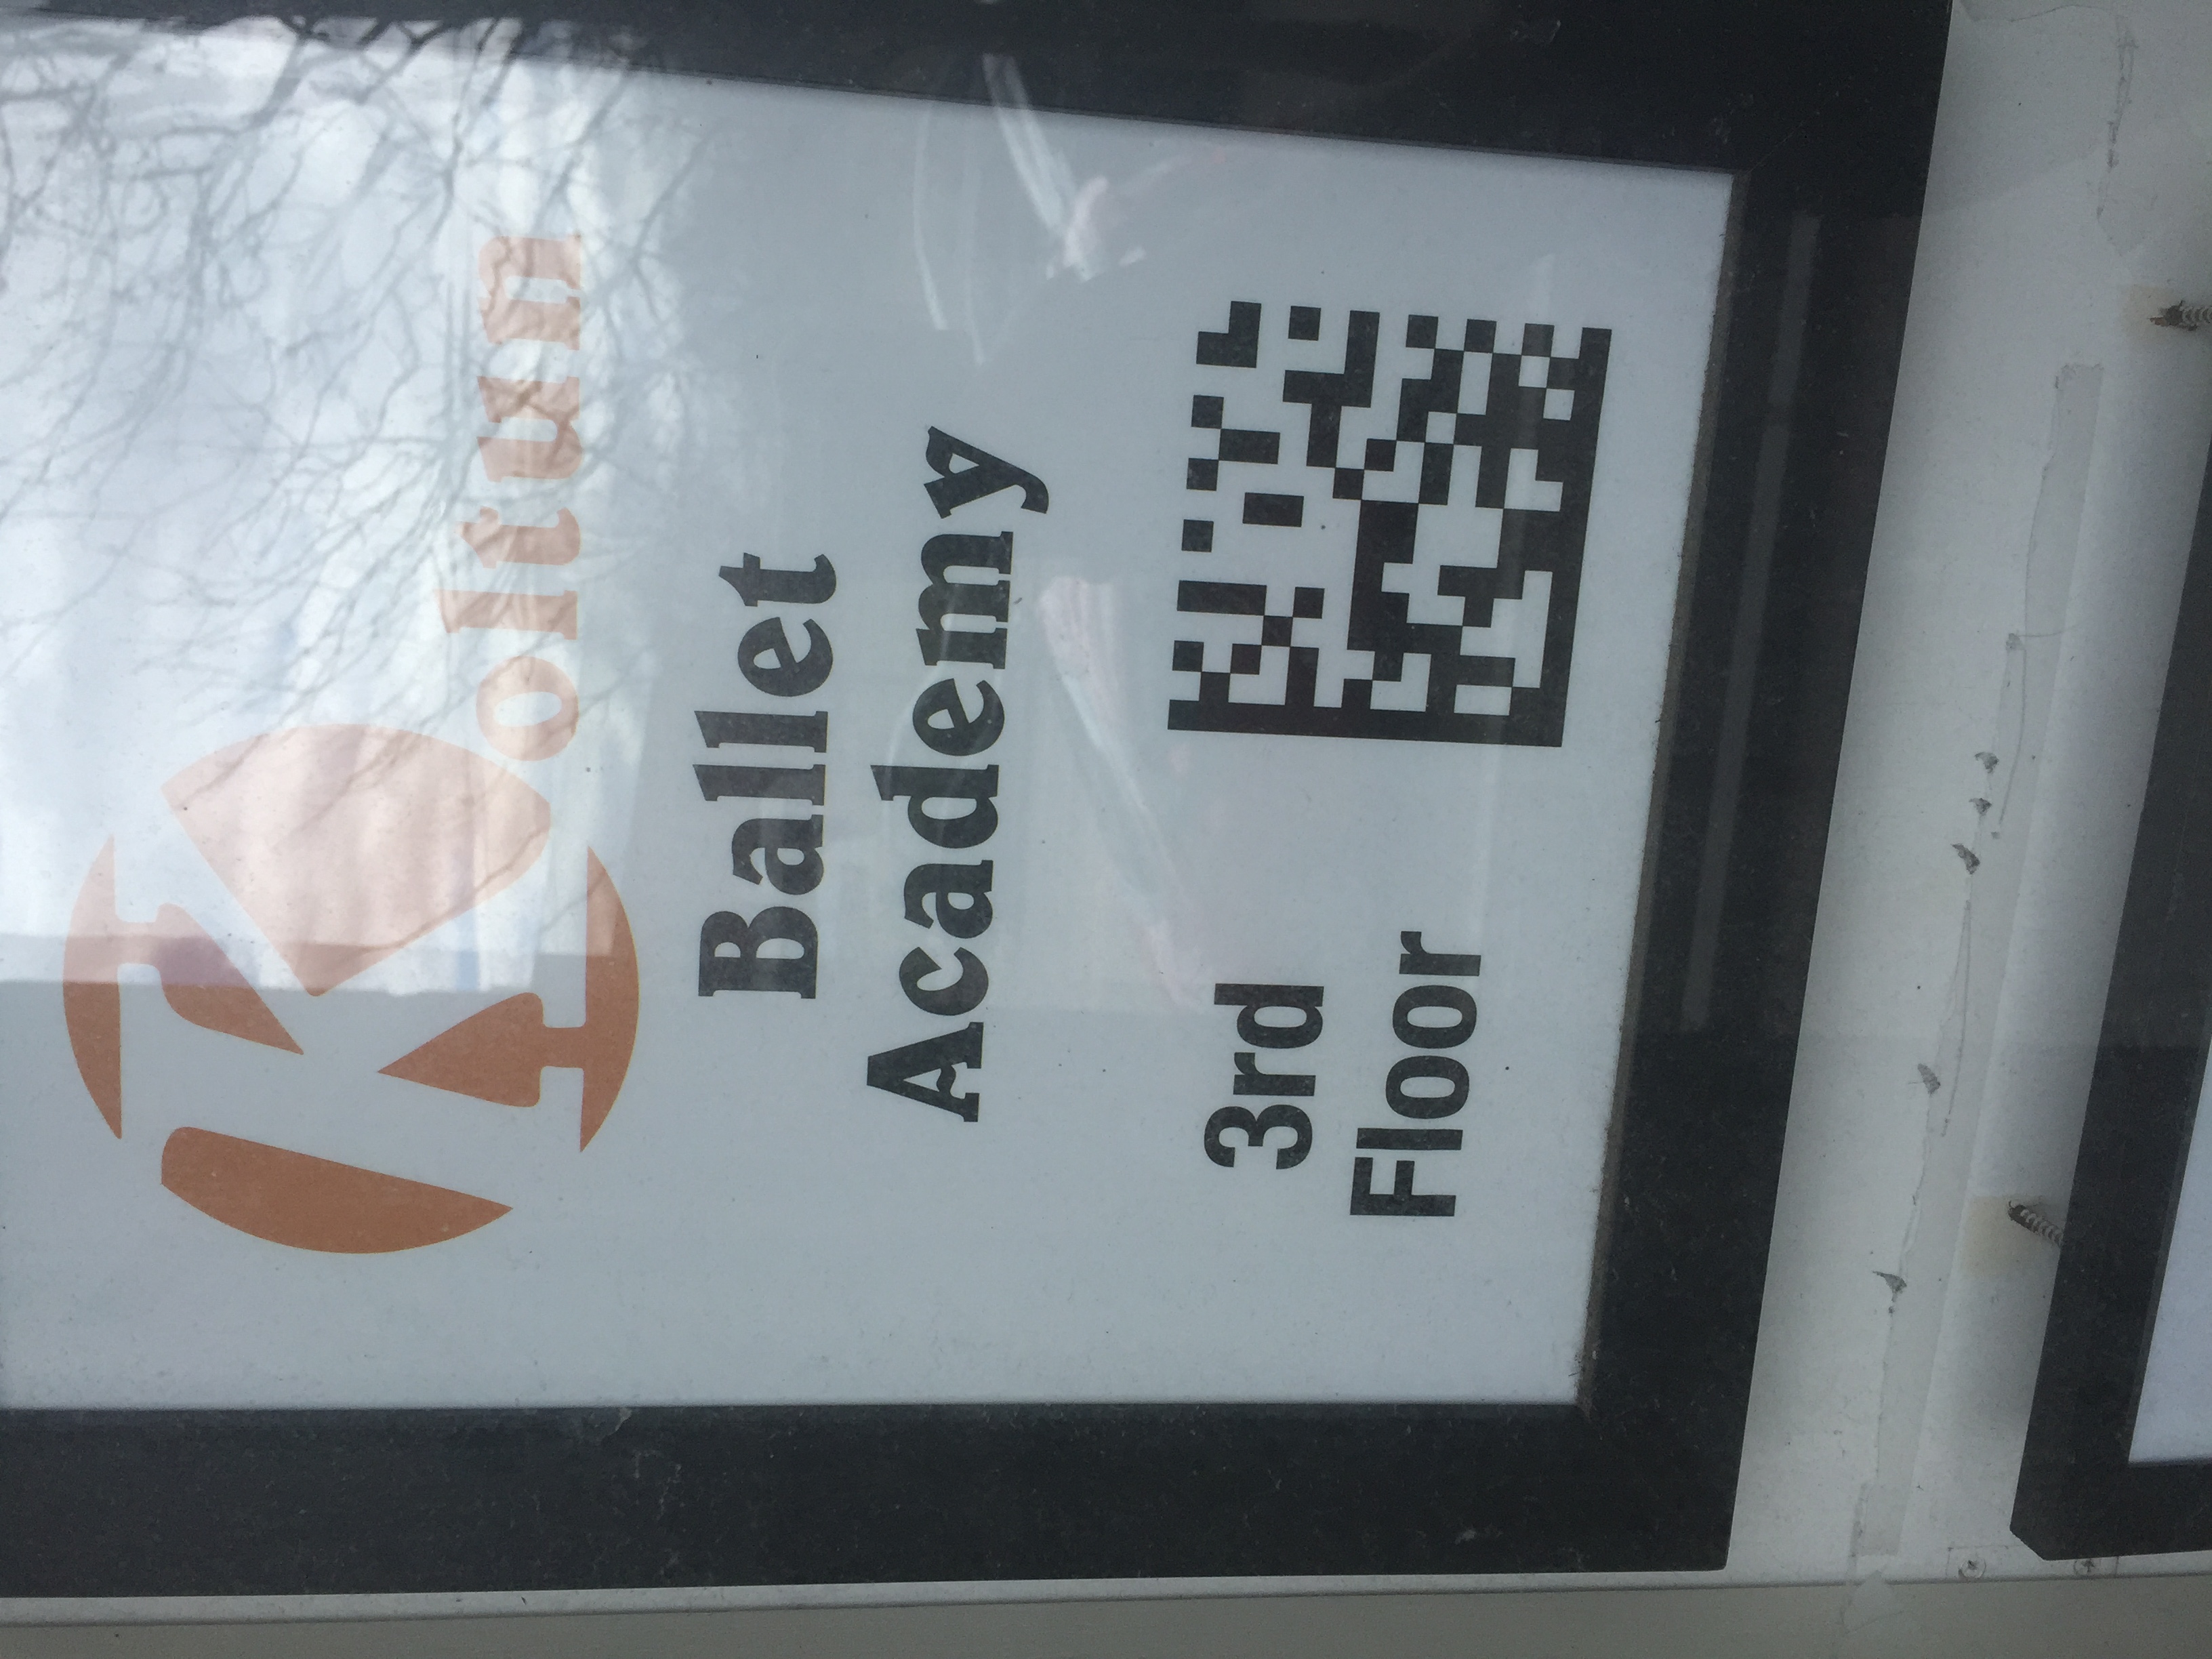 Koltun
Ballet
Academy
3rd
Floor